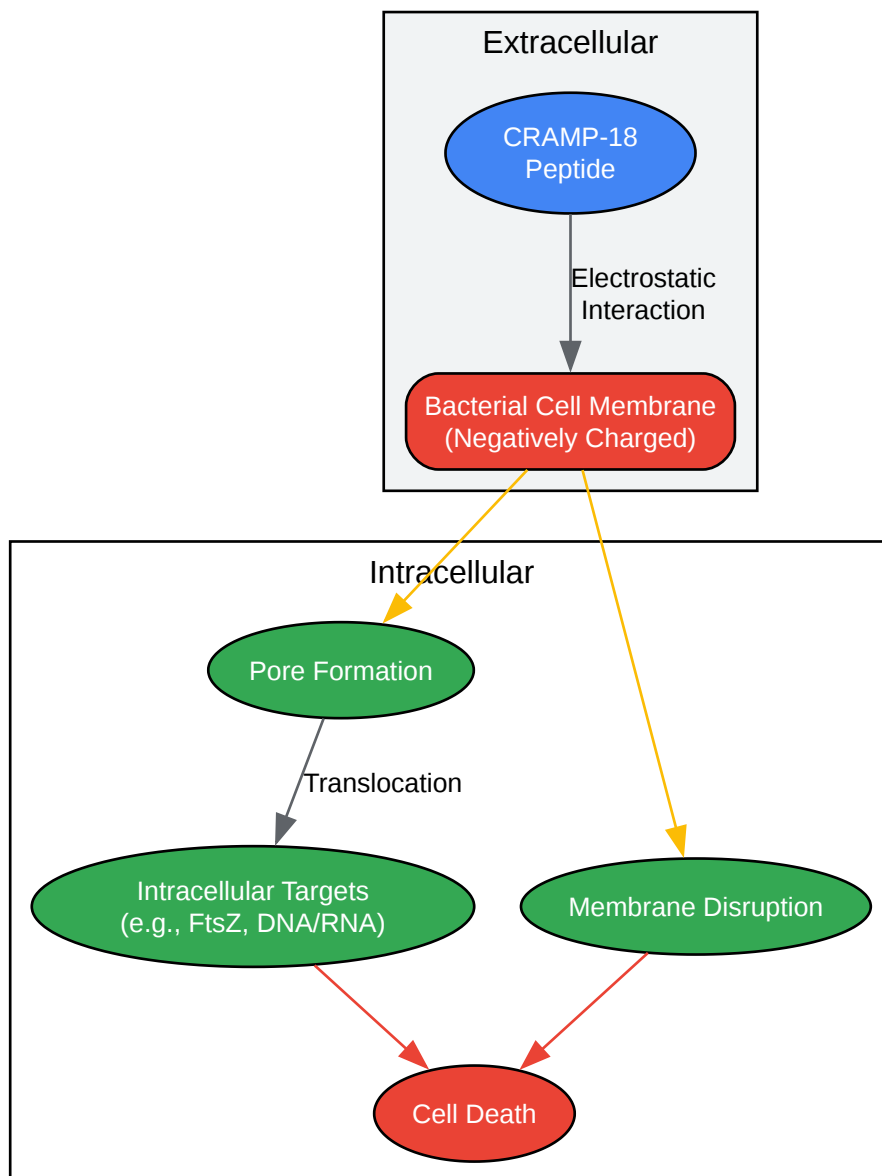 Extracellular
CRAMP-18
Peptide
Electrostatic
Interaction
Bacterial Cell Membrane
(Negatively Charged)
Intracellular
Pore Formation
Translocation
Intracellular Targets
(e.g., FtsZ, DNA/RNA)
Membrane Disruption
Cell Death